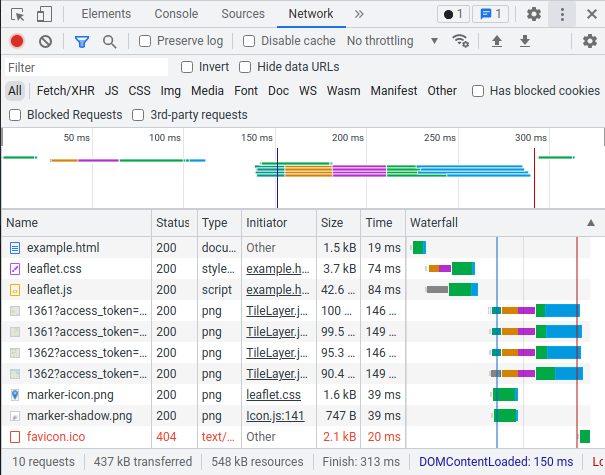 Elements Console Sources Network 1 1
Preserve log Disable cache No throttling
Filter Invert Hide data URLs
All Fetch/XHR JS CSS Img Media Font Doc WS Wasm Manifest Other Has blocked cookies
Blocked Requests 3rd-party requests
50 ms 100 ms 150 ms 200 ms 250 ms 300 ms
Name Status Type Initiator Size Time Waterfall
example.html 200 docu... Other 1.5 kB 19 ms
leaflet.css 200 style... example.h... 3.7 kB 74 ms
leaflet.js 200 script example.h... 42.6 ... 84 ms
1361?access_token=... 200 png TileLayer.j... 100 ... 146 ...
1361?access_token=... 200 png TileLayer.j... 99.5 ... 149 ...
1362?access_token=... 200 png TileLayer.j... 95.3 ... 146 ...
1362?access_token=... 200 png TileLayer.j... 90.4 ... 149 ...
marker-icon.png 200 png leaflet.css 1.6 kB 39 ms
marker-shadow.png 200 png Icon.js:141 747 B 39 ms
favicon.ico 404 text/... Other 2.1 kB 20 ms
10 requests 437 kB transferred 548 kB resources Finish: 313 ms DOMContentLoaded: 150 ms